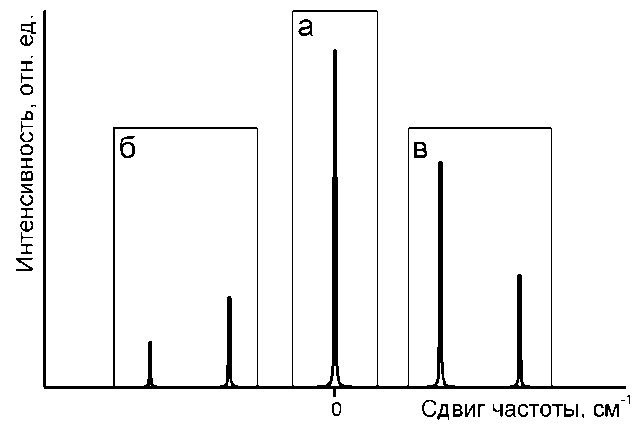 Интенсивность, отн. ед.
а
б
в
0
Сдвиг частоты, см⁻¹